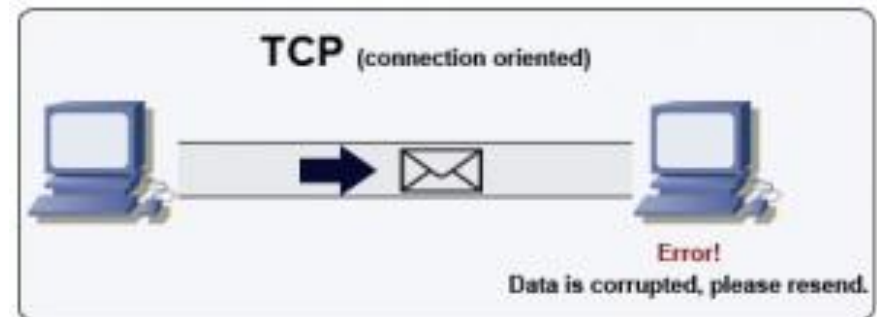 TCP (connection oriented)
Error!
Data is corrupted, please resend.